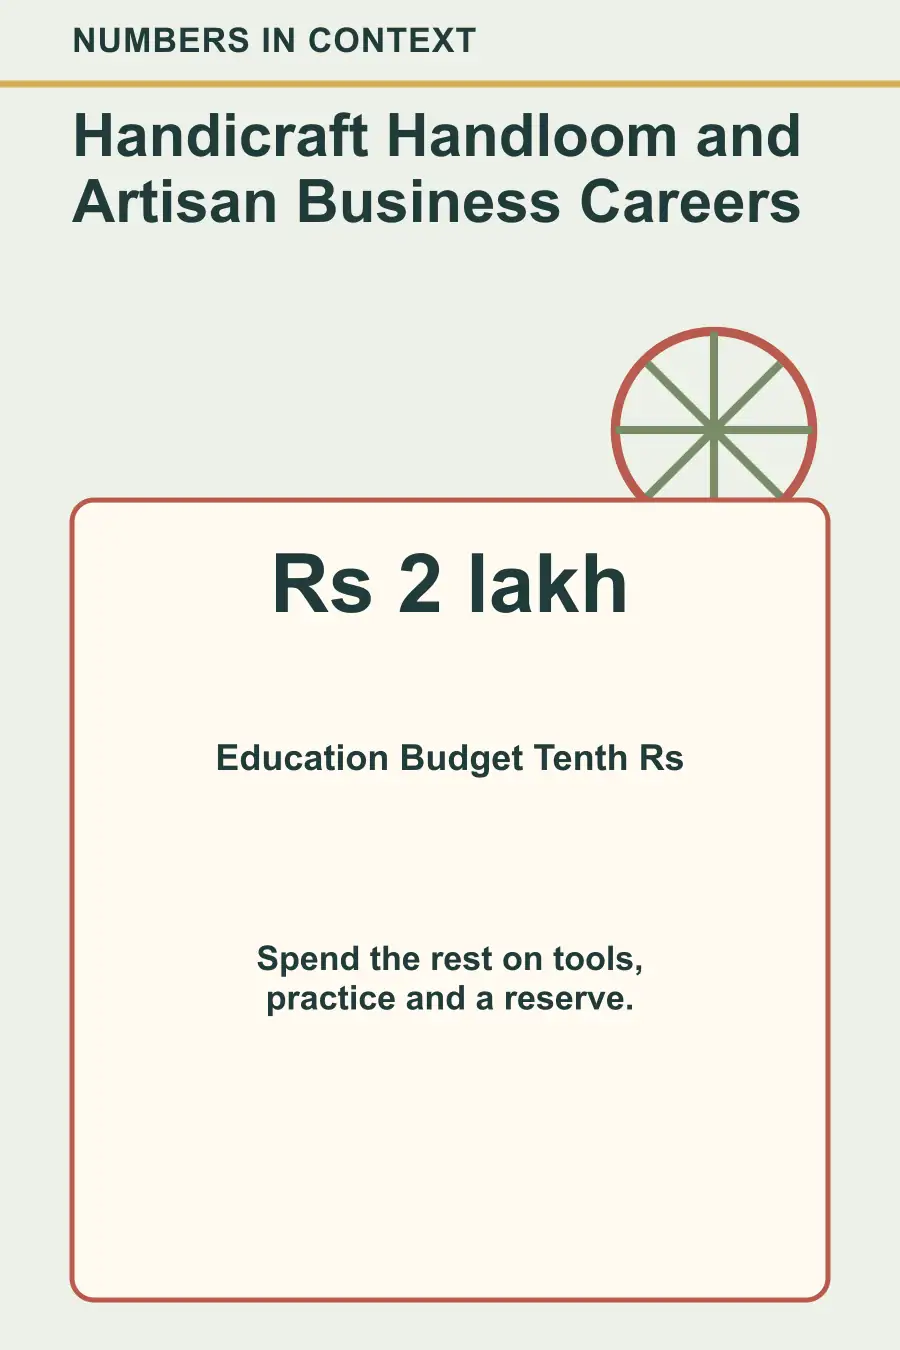 NUMBERS IN CONTEXT
Handicraft Handloom and
Artisan Business Careers
Rs 2 lakh
Education Budget Tenth Rs
Spend the rest on tools,
practice and a reserve.